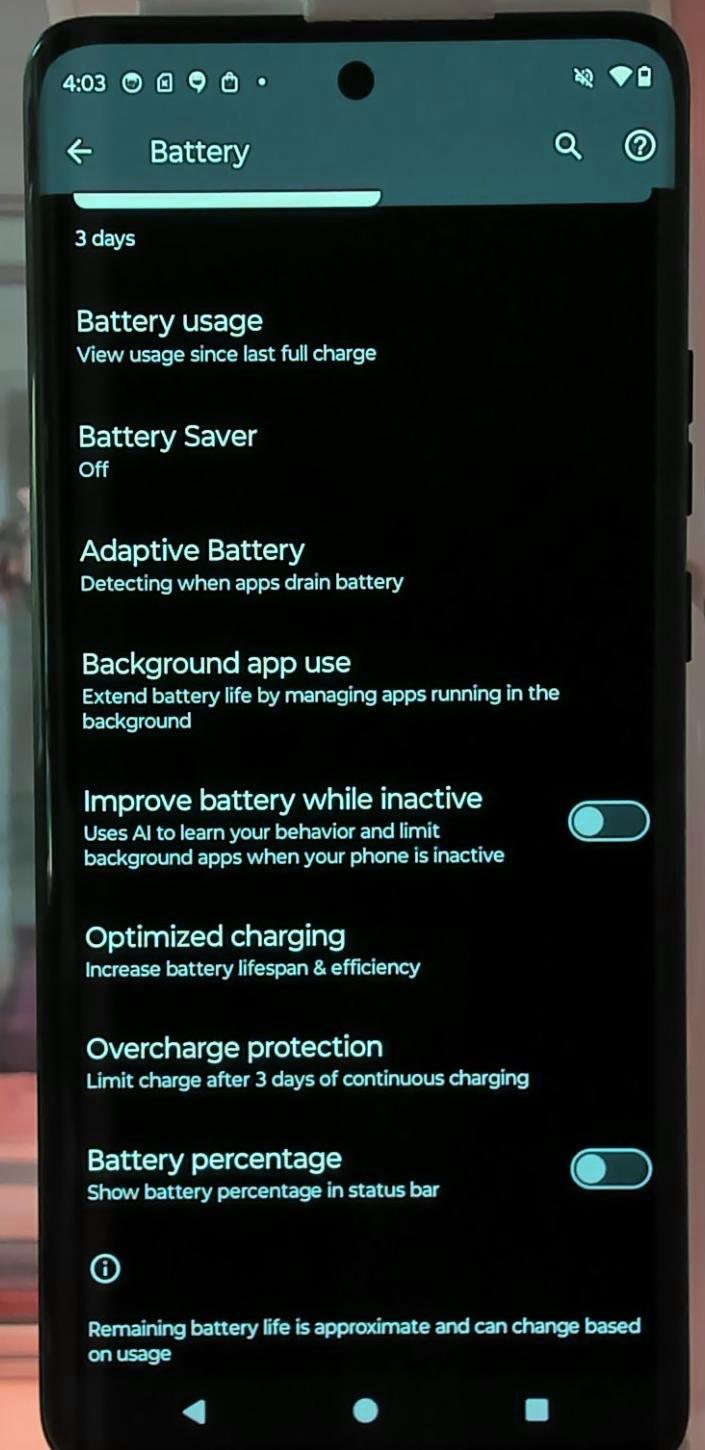 4:03
Battery
3 days
Battery usage
View usage since last full charge
Battery Saver
Off
Adaptive Battery
Detecting when apps drain battery
Background app use
Extend battery life by managing apps running in the
background
Improve battery while inactive
Uses AI to learn your behavior and limit
background apps when your phone is inactive
Optimized charging
Increase battery lifespan & efficiency
Overcharge protection
Limit charge after 3 days of continuous charging
Battery percentage
Show battery percentage in status bar
Remaining battery life is approximate and can change based
on usage